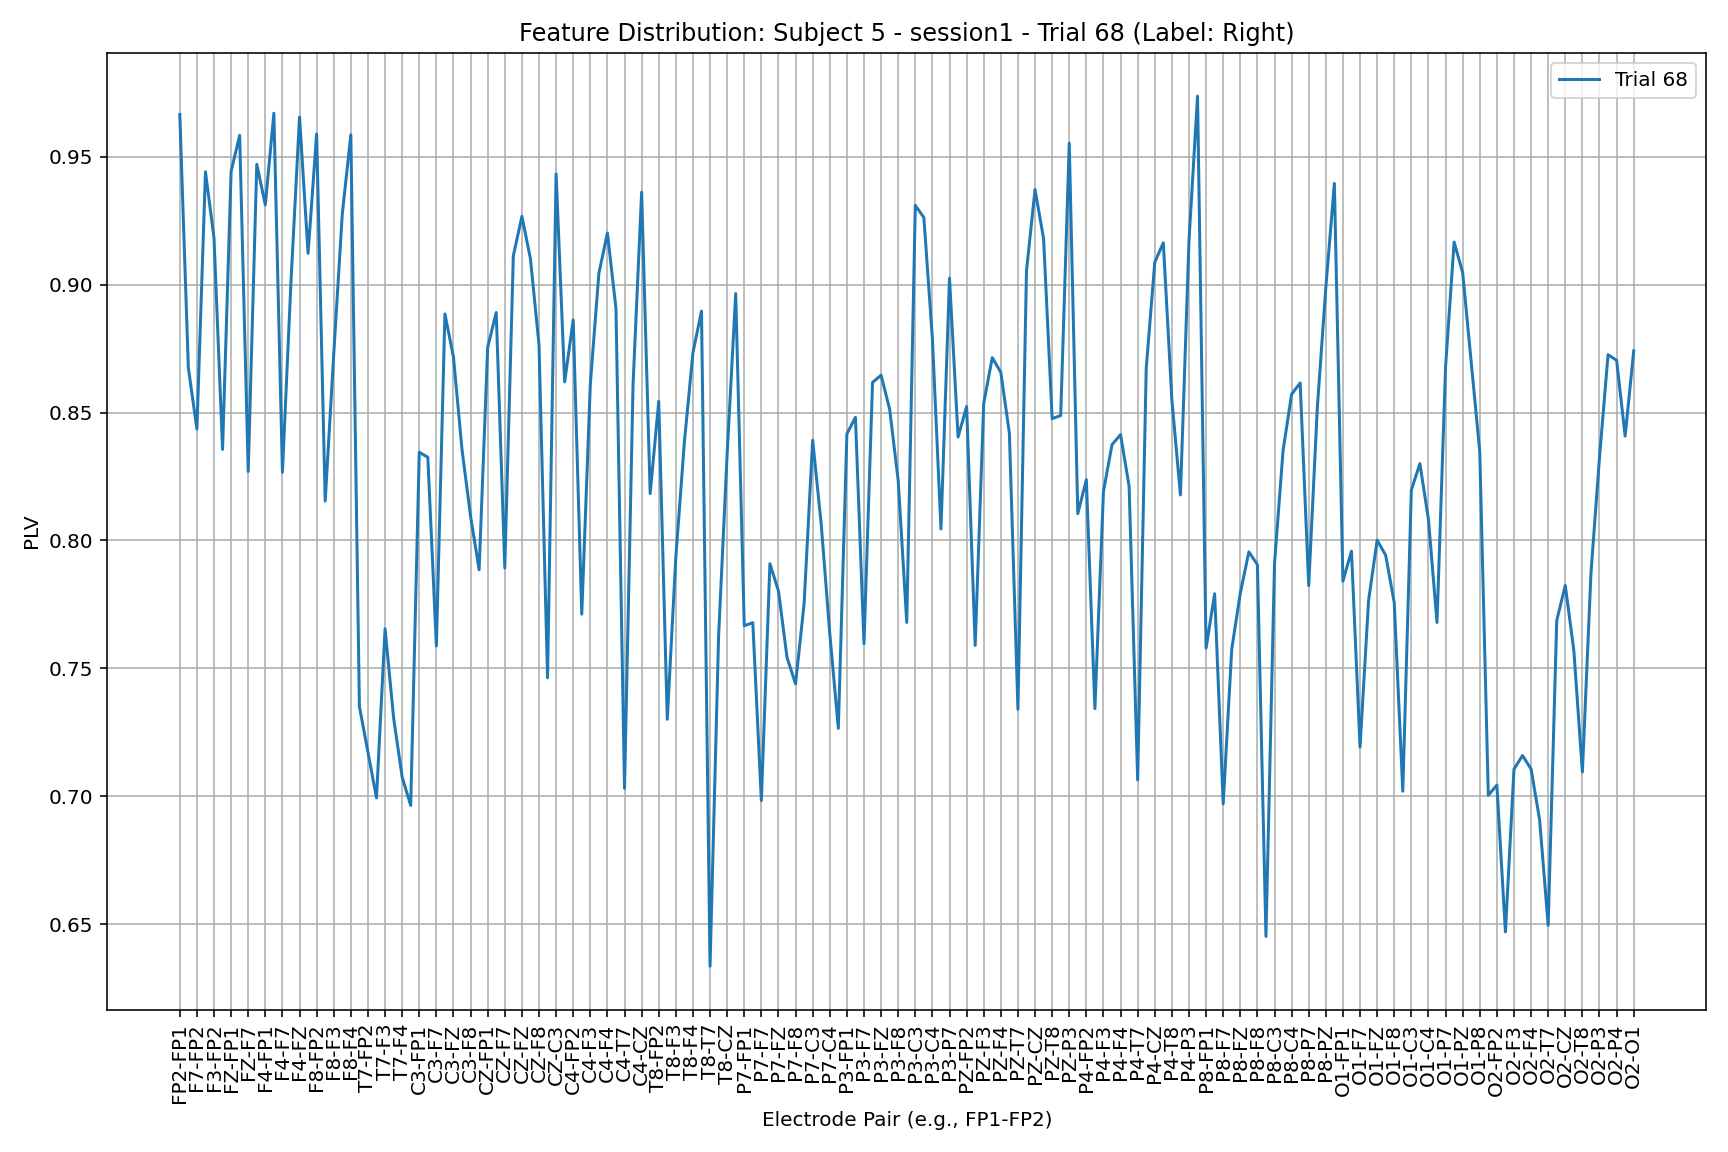 Feature Distribution: Subject 5 - session1 - Trial 68 (Label: Right)
Trial 68
PLV
0.95
0.90
0.85
0.80
0.75
0.70
0.65
FP2-FP1
F7-FP2
F3-FP2
FZ-FP1
FZ-F7
F4-FP1
F4-F7
F4-FZ
F8-FP2
F8-F3
F8-F4
T7-FP2
T7-F3
T7-F4
C3-FP1
C3-F7
C3-FZ
C3-F8
CZ-FP1
CZ-F7
CZ-FZ
CZ-F8
CZ-C3
C4-FP2
C4-F3
C4-F4
C4-T7
C4-CZ
T8-FP2
T8-F3
T8-F4
T8-T7
T8-CZ
P7-FP1
P7-F7
P7-FZ
P7-F8
P7-C3
P7-C4
P3-FP1
P3-F7
P3-FZ
P3-F8
P3-C3
P3-C4
P3-P7
PZ-FP2
PZ-F3
PZ-F4
PZ-T7
PZ-CZ
PZ-T8
PZ-P3
P4-FP2
P4-F3
P4-F4
P4-T7
P4-CZ
P4-T8
P4-P3
P8-FP1
P8-F7
P8-FZ
P8-F8
P8-C3
P8-C4
P8-P7
P8-PZ
O1-FP1
O1-F7
O1-FZ
O1-F8
O1-C3
O1-C4
O1-P7
O1-PZ
O1-P8
O2-FP2
O2-F3
O2-F4
O2-T7
O2-CZ
O2-T8
O2-P3
O2-P4
O2-O1
Electrode Pair (e.g., FP1-FP2)